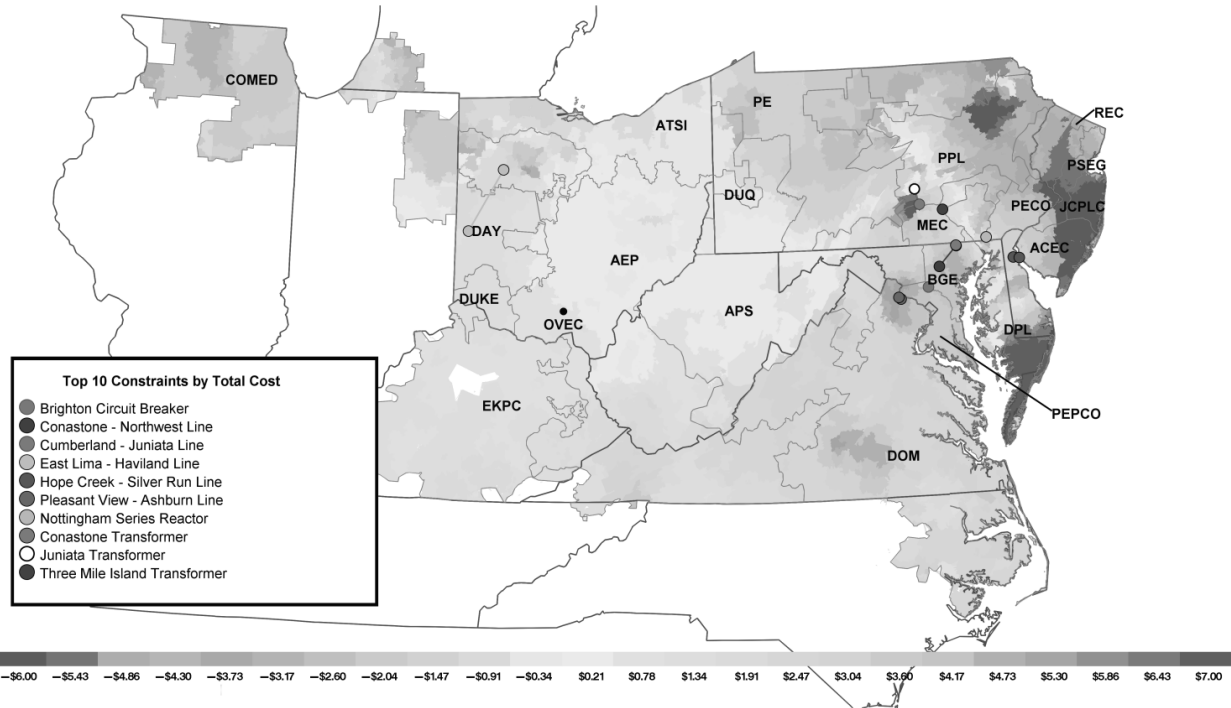 COMED
ATSI
PE
REC
PPL
PSEG
DUQ
PECO
JCPLC
MEC
DAY
ACEC
AEP
BGE
DUKE
APS
OVEC
DPL
PEPCO
EKPC
DOM
Top 10 Constraints by Total Cost
Brighton Circuit Breaker
Conastone - Northwest Line
Cumberland - Juniata Line
East Lima - Haviland Line
Hope Creek - Silver Run Line
Pleasant View - Ashburn Line
Nottingham Series Reactor
Conastone Transformer
Juniata Transformer
Three Mile Island Transformer
−$6.00 −$5.43 −$4.86 −$4.30 −$3.73 −$3.17 −$2.60 −$2.04 −$1.47 −$0.91 −$0.34 $0.21 $0.78 $1.34 $1.91 $2.47 $3.04 $3.60 $4.17 $4.73 $5.30 $5.86 $6.43 $7.00